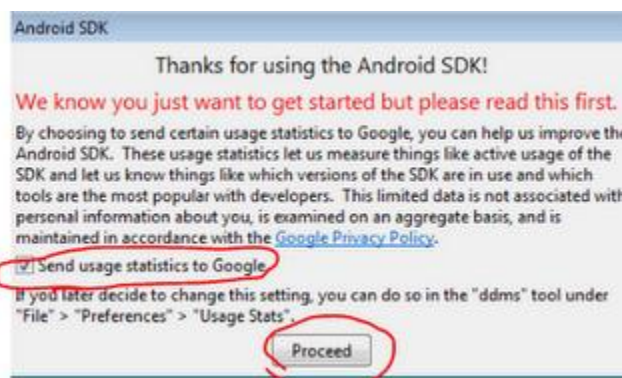 Android SDK
Thanks for using the Android SDK!
We know you just want to get started but please read this first.
By choosing to send certain usage statistics to Google, you can help us improve the
Android SDK. These usage statistics let us measure things like active usage of the
SDK and let us know things like which versions of the SDK are in use and which
tools are the most popular with developers. This limited data is not associated with
personal information about you, is examined on an aggregate basis, and is
maintained in accordance with the Google Privacy Policy.
Send usage statistics to Google.
If you later decide to change this setting, you can do so in the "ddms" tool under
"File" > "Preferences" > "Usage Stats".
Proceed